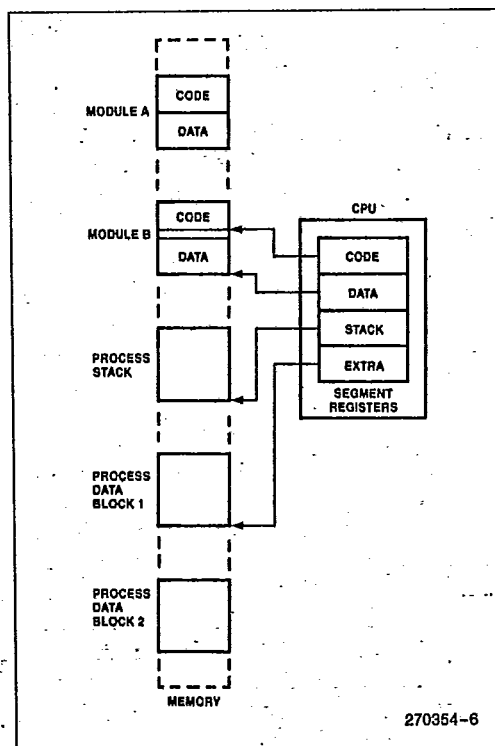 CODE
MODULE A
DATA
CPU
CODE
MODULE B
DATA
CODE
DATA
STACK
EXTRA
SEGMENT
REGISTERS
PROCESS
STACK
PROCESS
DATA
BLOCK 1
PROCESS
DATA
BLOCK 2
MEMORY
270354-6